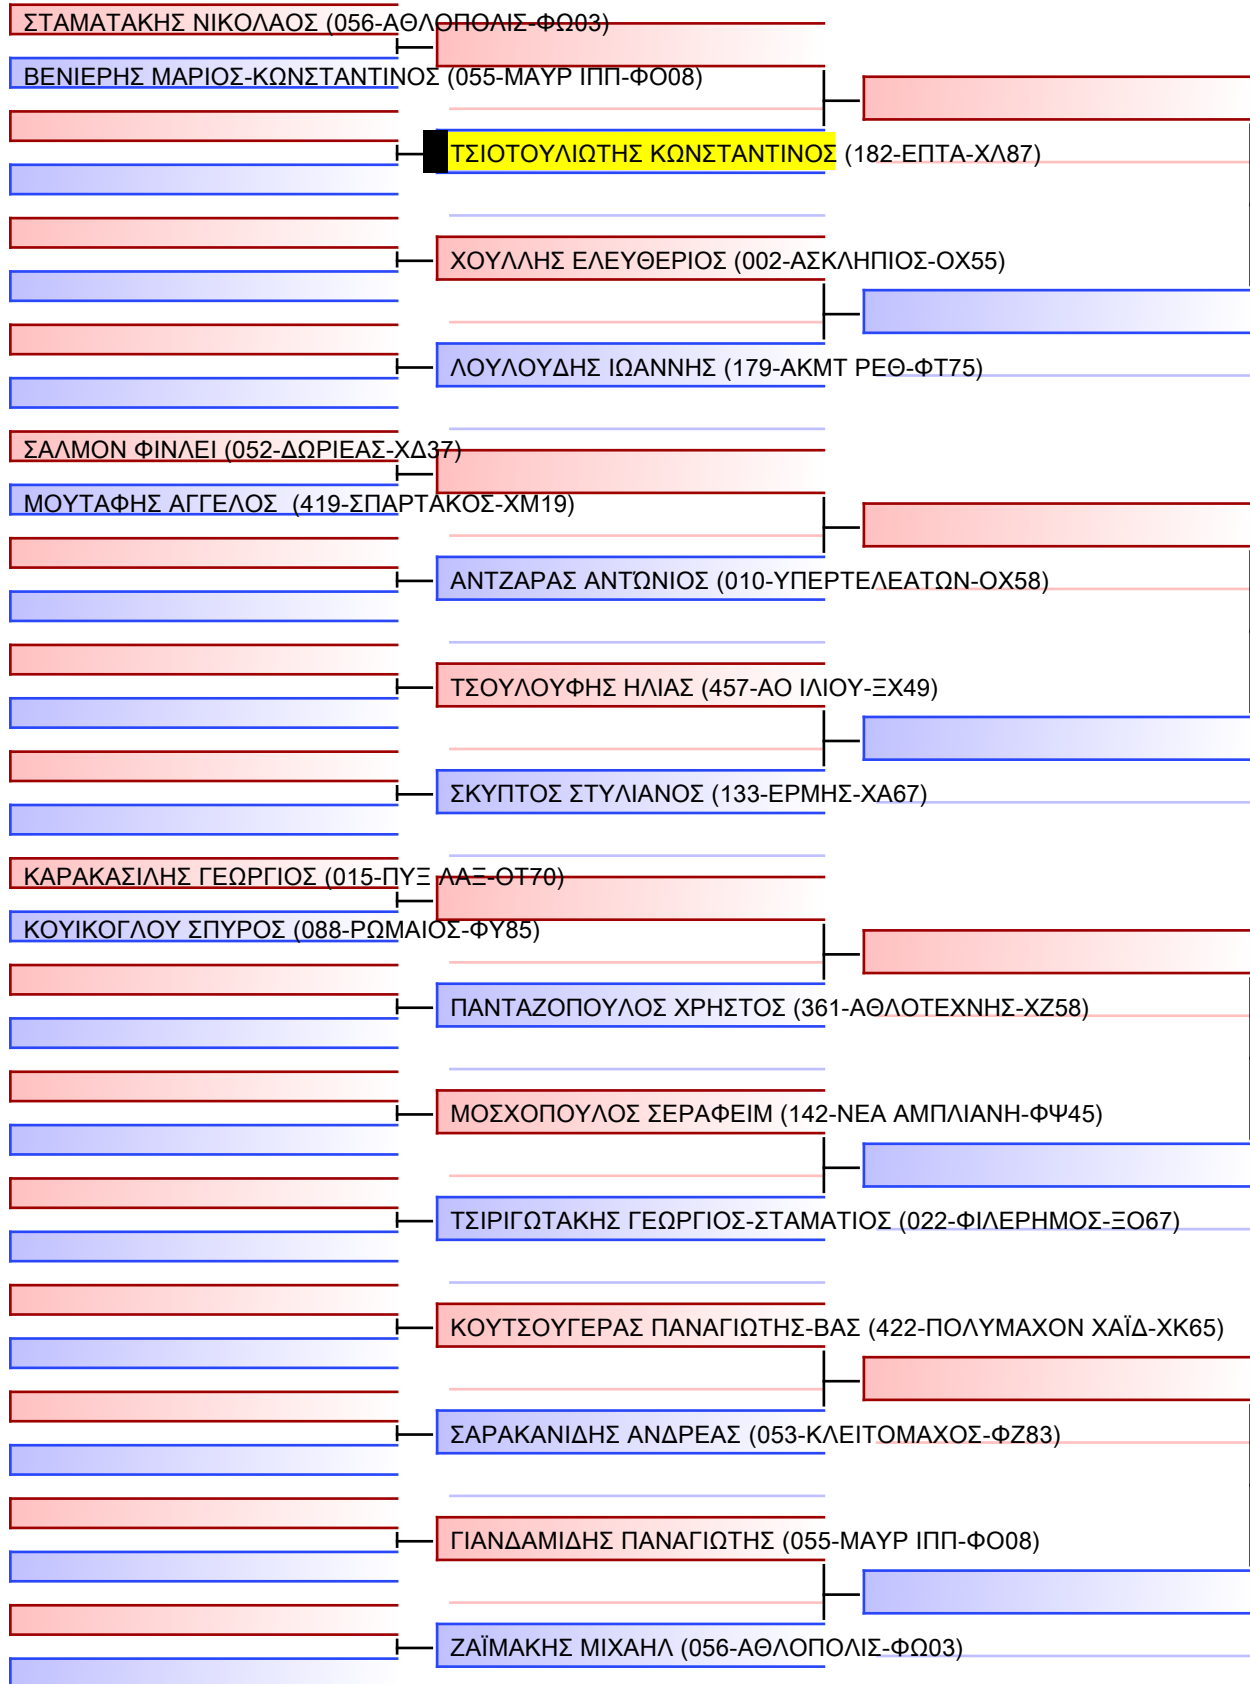 ΣΤΑΜΑΤΑΚΗΣ ΝΙΚΟΛΑΟΣ (056-ΑΘΛΟΠΟΛΙΣ-ΦΩ03)
ΒΕΝΙΕΡΗΣ ΜΑΡΙΟΣ-ΚΩΝΣΤΑΝΤΙΝΟΣ (055-ΜΑΥΡ ΙΠΠ-ΦΟ08)
ΤΣΙΟΤΟΥΛΙΩΤΗΣ ΚΩΝΣΤΑΝΤΙΝΟΣ (182-ΕΠΤΑ-ΧΛ87)
ΧΟΥΛΛΗΣ ΕΛΕΥΘΕΡΙΟΣ (002-ΑΣΚΛΗΠΙΟΣ-ΟΧ55)
ΛΟΥΛΟΥΔΗΣ ΙΩΑΝΝΗΣ (179-ΑΚΜΤ ΡΕΘ-ΦΤ75)
ΣΑΛΜΟΝ ΦΙΝΛΕΙ (052-ΔΩΡΙΕΑΣ-ΧΔ37)
ΜΟΥΤΑΦΗΣ ΑΓΓΕΛΟΣ (419-ΣΠΑΡΤΑΚΟΣ-ΧΜ19)
ΑΝΤΖΑΡΑΣ ΑΝΤΏΝΙΟΣ (010-ΥΠΕΡΤΕΛΕΑΤΩΝ-ΟΧ58)
ΤΣΟΥΛΟΥΦΗΣ ΗΛΙΑΣ (457-ΑΟ ΙΛΙΟΥ-ΞΧ49)
ΣΚΥΠΤΟΣ ΣΤΥΛΙΑΝΟΣ (133-ΕΡΜΗΣ-ΧΑ67)
ΚΑΡΑΚΑΣΙΛΗΣ ΓΕΩΡΓΙΟΣ (015-ΠΥΞ ΛΑΞ-ΟΤ70)
ΚΟΥΙΚΟΓΛΟΥ ΣΠΥΡΟΣ (088-ΡΩΜΑΙΟΣ-ΦΥ85)
ΠΑΝΤΑΖΟΠΟΥΛΟΣ ΧΡΗΣΤΟΣ (361-ΑΘΛΟΤΕΧΝΗΣ-ΧΖ58)
ΜΟΣΧΟΠΟΥΛΟΣ ΣΕΡΑΦΕΙΜ (142-ΝΕΑ ΑΜΠΛΙΑΝΗ-ΦΨ45)
ΤΣΙΡΙΓΩΤΑΚΗΣ ΓΕΩΡΓΙΟΣ-ΣΤΑΜΑΤΙΟΣ (022-ΦΙΛΕΡΗΜΟΣ-ΞΟ67)
ΚΟΥΤΣΟΥΓΕΡΑΣ ΠΑΝΑΓΙΩΤΗΣ-ΒΑΣ (422-ΠΟΛΥΜΑΧΟΝ ΧΑΪΔ-ΧΚ65)
ΣΑΡΑΚΑΝΙΔΗΣ ΑΝΔΡΕΑΣ (053-ΚΛΕΙΤΟΜΑΧΟΣ-ΦΖ83)
ΓΙΑΝΔΑΜΙΔΗΣ ΠΑΝΑΓΙΩΤΗΣ (055-ΜΑΥΡ ΙΠΠ-ΦΟ08)
ΖΑΪΜΑΚΗΣ ΜΙΧΑΗΛ (056-ΑΘΛΟΠΟΛΙΣ-ΦΩ03)